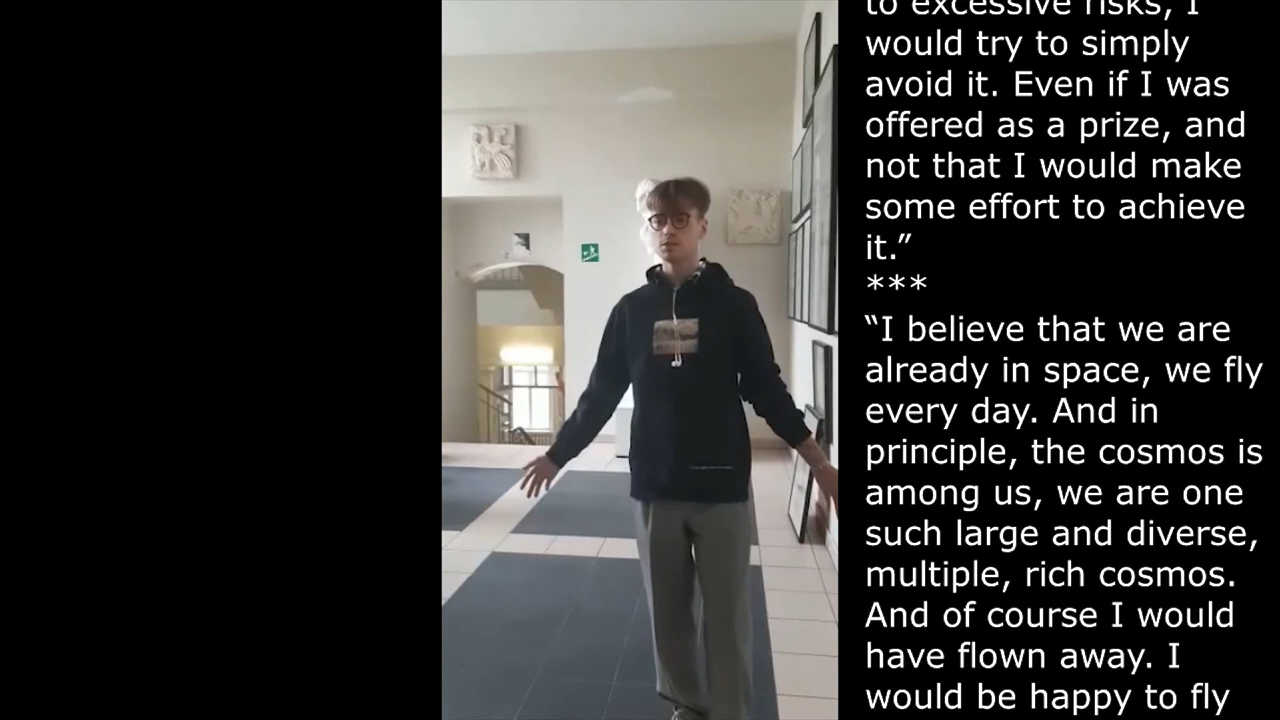 to excessive risks, I
would try to simply
avoid it. Even if I was
offered as a prize, and
not that I would make
some effort to achieve
it.”
***
“I believe that we are
already in space, we fly
every day. And in
principle, the cosmos is
among us, we are one
such large and diverse,
multiple, rich cosmos.
And of course I would
have flown away. I
would be happy to fly